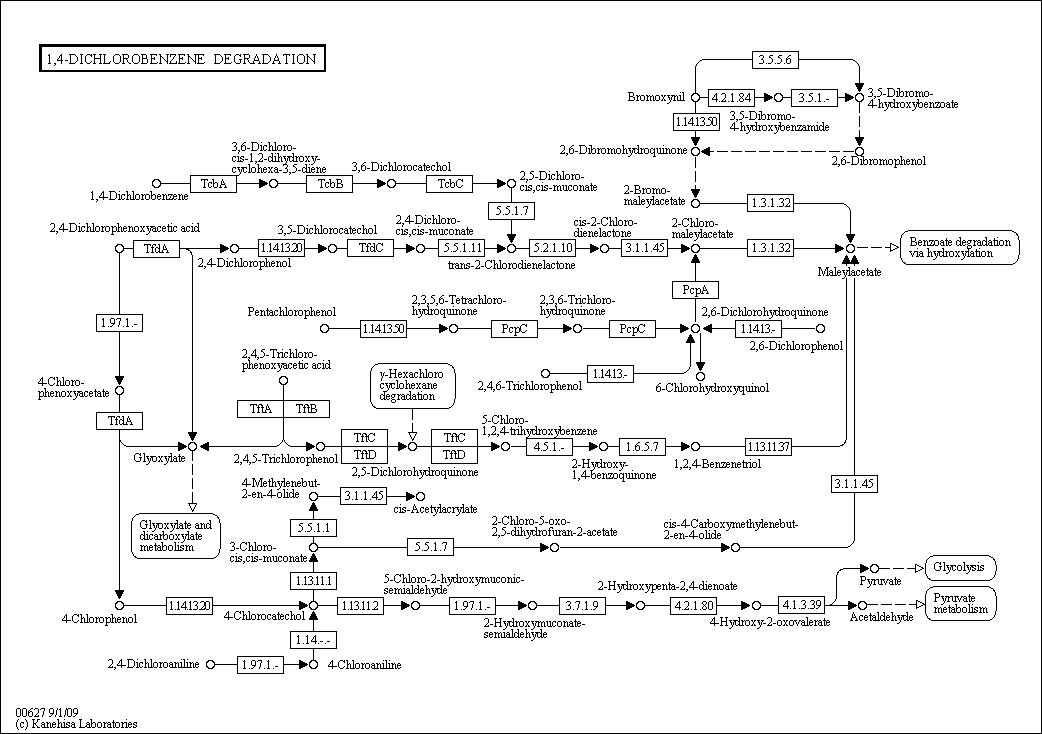 1,4-DICHLOROBENZENE DEGRADATION
3.5.5.6
Bromoxynil
4.2.1.84
3.5.1.-
3,5-Dibromo-
4-hydroxybenzoate
1.14.13.50
3,5-Dibromo-
4-hydroxybenzamide
2,6-Dibromohydroquinone
2,6-Dibromophenol
3,6-Dichloro-
cis-1,2-dihydroxy-
cyclohexa-3,5-diene
3,6-Dichlorocatechol
1,4-Dichlorobenzene
TcbA
TcbB
TcbC
2,5-Dichloro-
cis,cis-muconate
2-Bromo-
maleylacetate
1.3.1.32
5.5.1.7
2,4-Dichlorophenoxyacetic acid
TfdA
2,4-Dichlorophenol
1.14.13.20
3,5-Dichlorocatechol
TfdC
2,4-Dichloro-
cis,cis-muconate
5.5.1.11
trans-2-Chlorodienelactone
5.2.1.10
cis-2-Chloro-
dienelactone
3.1.1.45
2-Chloro-
maleylacetate
1.3.1.32
Maleylacetate
Benzoate degradation
via hydroxylation
PcpA
1.97.1.-
Pentachlorophenol
1.14.13.50
2,3,5,6-Tetrachloro-
hydroquinone
PcpC
2,3,6-Trichloro-
hydroquinone
PcpC
2,6-Dichlorohydroquinone
1.14.13.-
2,6-Dichlorophenol
2,4,6-Trichlorophenol
1.14.13.-
6-Chlorohydroxyquinol
4-Chloro-
phenoxyacetate
TfdA
2,4,5-Trichloro-
phenoxyacetic acid
γ-Hexachloro
cyclohexane
degradation
TftA
TftB
Glyoxylate
2,4,5-Trichlorophenol
TftC
TftD
2,5-Dichlorohydroquinone
TftC
TftD
5-Chloro-
1,2,4-trihydroxybenzene
4.5.1.-
2-Hydroxy-
1,4-benzoquinone
1.6.5.7
1,2,4-Benzenetriol
1.13.11.37
4-Methylenebut-
2-en-4-olide
3.1.1.45
cis-Acetylacrylate
3.1.1.45
Glyoxylate and
dicarboxylate
metabolism
5.5.1.1
3-Chloro-
cis,cis-muconate
5.5.1.7
2-Chloro-5-oxo-
2,5-dihydrofuran-2-acetate
cis-4-Carboxymethylenebut-
2-en-4-olide
1.13.11.1
Pyruvate
Glycolysis
4-Chlorophenol
1.14.13.20
4-Chlorocatechol
1.13.11.2
5-Chloro-2-hydroxymuconic-
semialdehyde
1.97.1.-
2-Hydroxymuconate-
semialdehyde
3.7.1.9
2-Hydroxypenta-2,4-dienoate
4.2.1.80
4-Hydroxy-2-oxovalerate
4.1.3.39
Acetaldehyde
Pyruvate
metabolism
1.14.-.-
2,4-Dichloroaniline
1.97.1.-
4-Chloroaniline
00627 9/1/09
(c) Kanehisa Laboratories